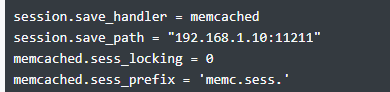 session.save_handler = memcached
session.save_path = "192.168.1.10:11211"
memcached.sess_locking = 0
memcached.sess_prefix = 'memc.sess.'